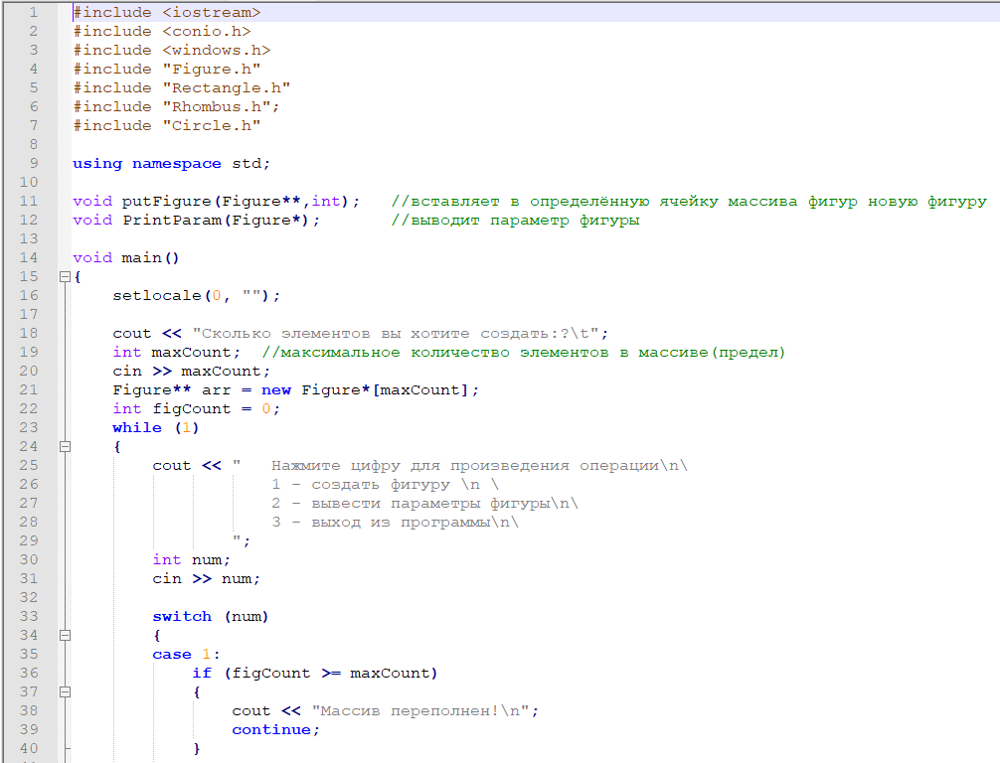 1 #include <iostream>
2 #include <conio.h>
3 #include <windows.h>
4 #include "Figure.h"
5 #include "Rectangle.h"
6 #include "Rhombus.h";
7 #include "Circle.h"
8
9 using namespace std;
10
11 void putFigure(Figure**,int);   //вставляет в определённую ячейку массива фигур новую фигуру
12 void PrintParam(Figure*);       //выводит параметр фигуры
13
14 void main()
15 {
16     setlocale(0, "");
17
18     cout << "Сколько элементов вы хотите создать:?\t";
19     int maxCount;  //максимальное количество элементов в массиве(предел)
20     cin >> maxCount;
21     Figure** arr = new Figure*[maxCount];
22     int figCount = 0;
23     while (1)
24     {
25         cout << "   Нажмите цифру для произведения операции\n\
26                     1 - создать фигуру \n \
27                     2 - вывести параметры фигуры\n\
28                     3 - выход из программы\n\
29                 ";
30         int num;
31         cin >> num;
32
33         switch (num)
34         {
35         case 1:
36             if (figCount >= maxCount)
37             {
38                 cout << "Массив переполнен!\n";
39                 continue;
40             }